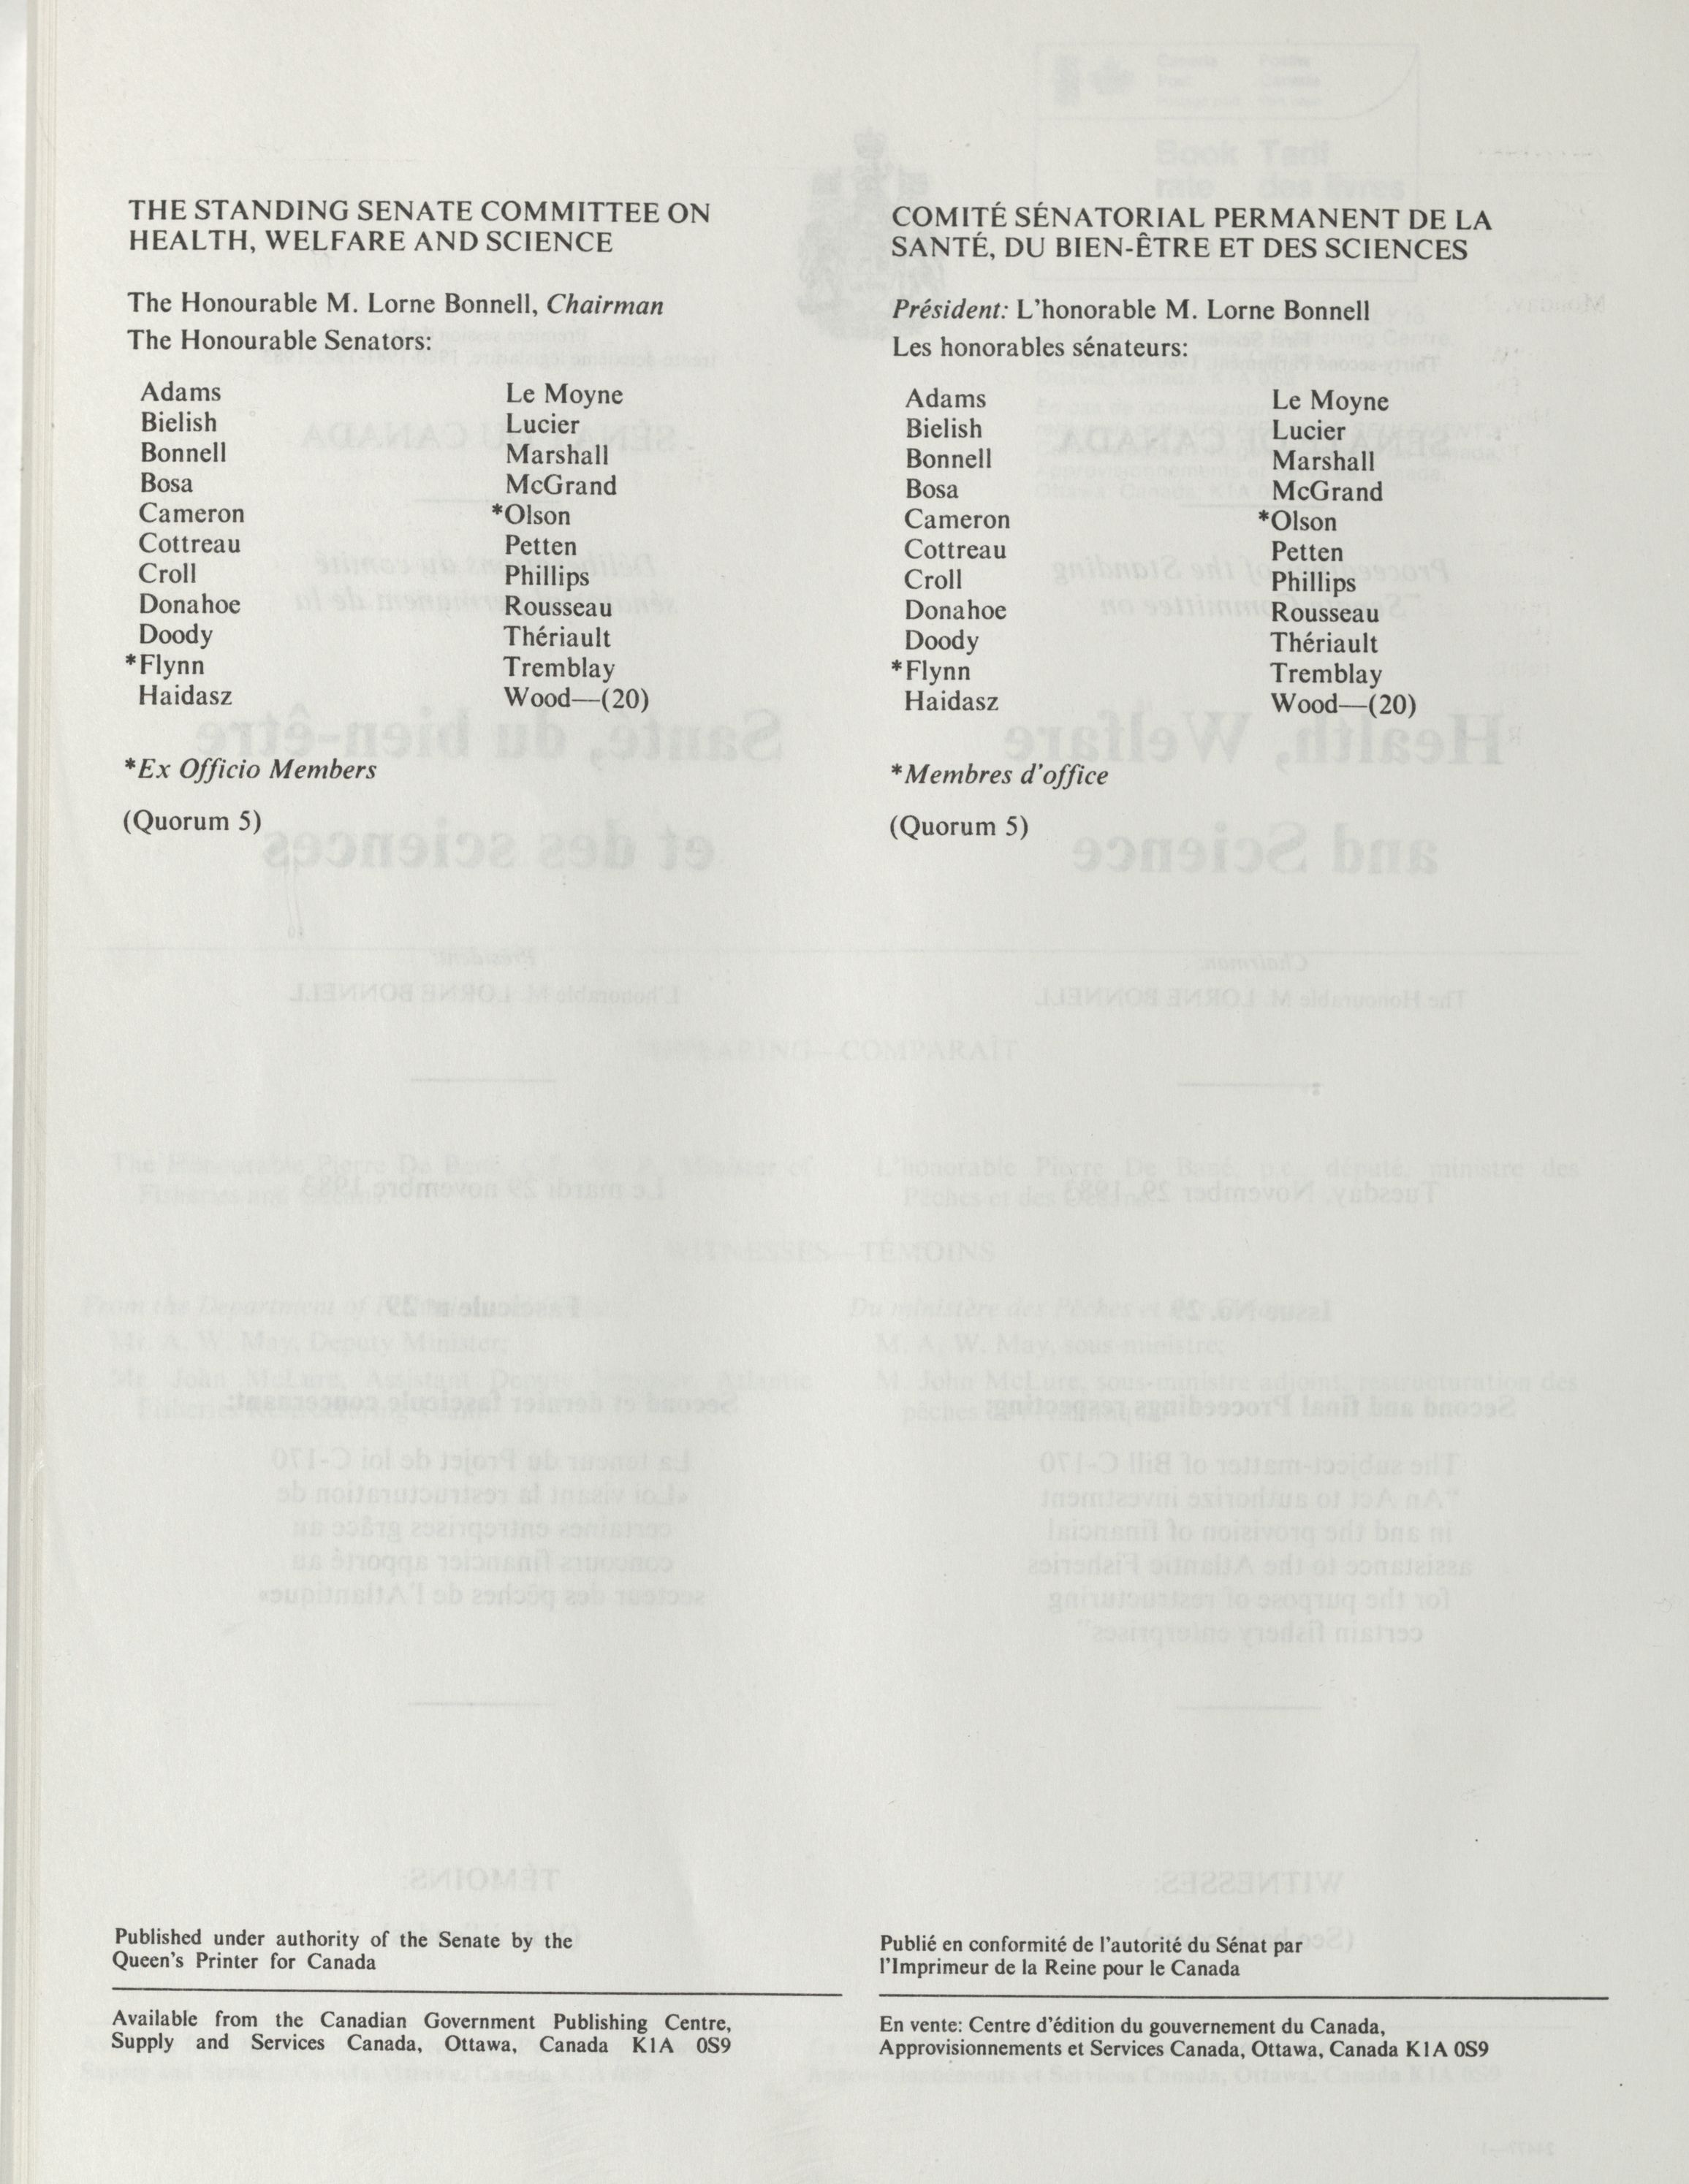 THE STANDING SENATE COMMITTEE ON
HEALTH, WELFARE AND SCIENCE
The Honourable M. Lorne Bonnell, Chairman
The Honourable Senators:
Adams
Bielish
Bonnell
Bosa
Cameron
Cottreau
Croll
Donahoe
Doody
*Flynn
Haidasz
Le Moyne
Lucier
Marshall
McGrand
*Olson
Petten
Phillips
Rousseau
Thériault
Tremblay
Wood—(20)
*Ex Officio Members
(Quorum 5)
COMITÉ SÉNATORIAL PERMANENT DE LA
SANTÉ, DU BIEN-ÊTRE ET DES SCIENCES
Président: L'honorable M. Lorne Bonnell
Les honorables sénateurs:
Adams
Bielish
Bonnell
Bosa
Cameron
Cottreau
Croll
Donahoe
Doody
*Flynn
Haidasz
Le Moyne
Lucier
Marshall
McGrand
*Olson
Petten
Phillips
Rousseau
Thériault
Tremblay
Wood—(20)
*Membres d'office
(Quorum 5)
Published under authority of the Senate by the
Queen's Printer for Canada
Available from the Canadian Government Publishing Centre,
Supply and Services Canada, Ottawa, Canada K1A 0S9
Publié en conformité de l'autorité du Sénat par
l'Imprimeur de la Reine pour le Canada
En vente: Centre d'édition du gouvernement du Canada,
Approvisionnements et Services Canada, Ottawa, Canada K1A 0S9